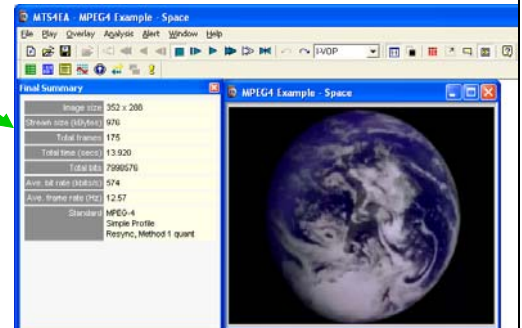 MTS4EA - MPEG4 Example - Space
File Play Overlay Analysis Alert Window Help
I-VOP
Final Summary
Image size 352 x 288
Stream size (kBytes) 976
Total frames 175
Total time (secs) 13.920
Total bits 7998576
Ave. bit rate (kbits/s) 574
Ave. frame rate (Hz) 12.57
Standard MPEG-4
Simple Profile
Resync, Method 1 quant
MPEG4 Example - Space